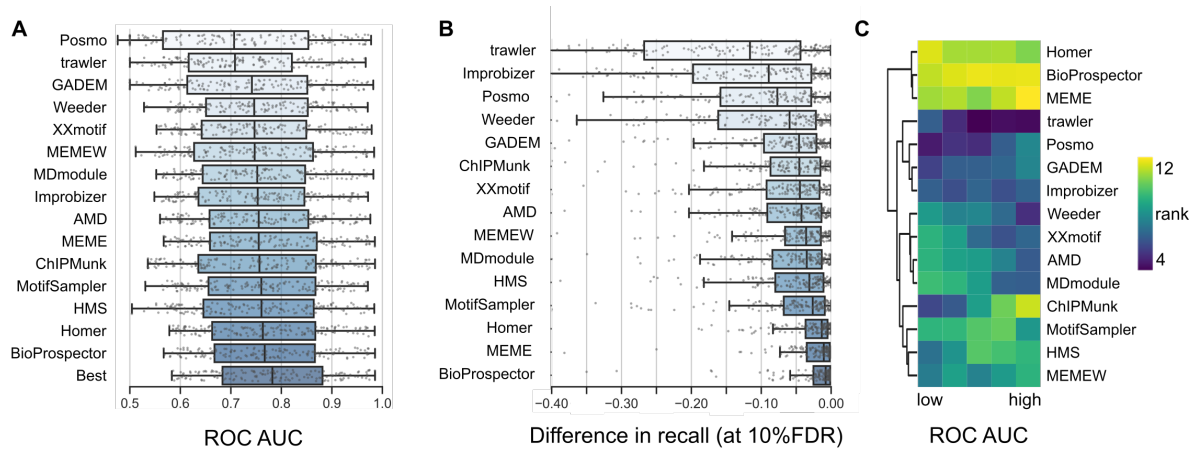 A
Posmo
trawler
GADEM
Weeder
XXmotif
MEMEW
MDmodule
Improbizer
AMD
MEME
ChIPMunk
MotifSampler
HMS
Homer
BioProspector
Best
0.5 0.6 0.7 0.8 0.9 1.0
ROC AUC
B
trawler
Improbizer
Posmo
Weeder
GADEM
ChIPMunk
XXmotif
AMD
MEMEW
MDmodule
HMS
MotifSampler
Homer
MEME
BioProspector
−0.40 −0.30 −0.20 −0.10 0.00
Difference in recall (at 10%FDR)
C
Homer
BioProspector
MEME
trawler
Posmo
GADEM
Improbizer
Weeder
XXmotif
AMD
MDmodule
ChIPMunk
MotifSampler
HMS
MEMEW
low high
ROC AUC
12
rank
4